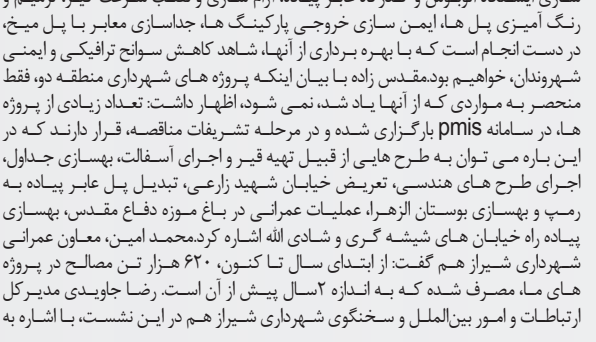 رنگ آمیزی پل ها، ایمن سازی خروجی پارکینگ ها، جداسازی معابر با پل میخ،
در دست انجام است که با بهره برداری از آنها، شاهد کاهش سوانح ترافیکی و ایمنی
شهروندان، خواهیم بود.مقدس زاده با بیان اینکه پروژه های شهرداری منطقه دو، فقط
منحصر به مواردی که از آنها یاد شد، نمی شود، اظهار داشت: تعداد زیادی از پروژه
ها، در سامانه pmis بارگزاری شده و در مرحله تشریفات مناقصه، قرار دارند که در
این باره می توان به طرح هایی از قبیل تهیه قیر و اجرای آسفالت، بهسازی جداول،
اجرای طرح های هندسی، تعریض خیابان شهید زارعی، تبدیل پل عابر پیاده به
رمپ و بهسازی بوستان الزهرا، عملیات عمرانی در باغ موزه دفاع مقدس، بهسازی
پیاده راه خیابان های شیشه گری و شادی الله اشاره کرد.محمد امین، معاون عمرانی
شهرداری شیراز هم گفت: از ابتدای سال تا کنون، ۶۲۰ هزار تن مصالح در پروژه
های ما، مصرف شده که به اندازه ۲سال پیش از آن است. رضا جاویدی مدیرکل
ارتباطات و امور بین‌الملل و سخنگوی شهرداری شیراز هم در این نشست، با اشاره به